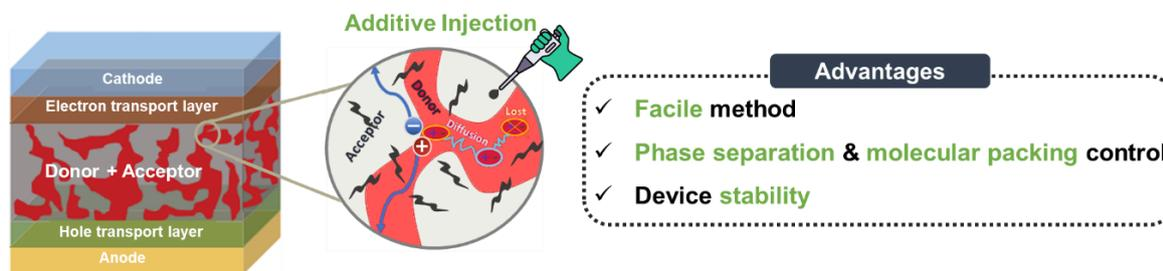 Additive Injection
Cathode
Electron transport layer
Donor + Acceptor
Hole transport layer
Anode
Acceptor
Donor
Diffusion
Lost
−
+
Advantages
✓ Facile method
✓ Phase separation & molecular packing control
✓ Device stability